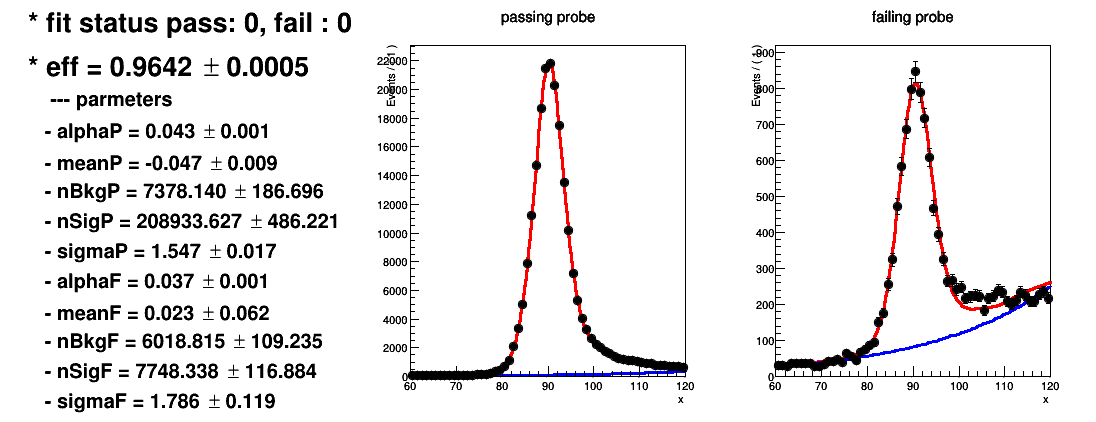 * fit status pass: 0, fail : 0
* eff = 0.9642 ± 0.0005
--- parmeters
- alphaP = 0.043 ± 0.001
- meanP = -0.047 ± 0.009
- nBkgP = 7378.140 ± 186.696
- nSigP = 208933.627 ± 486.221
- sigmaP = 1.547 ± 0.017
- alphaF = 0.037 ± 0.001
- meanF = 0.023 ± 0.062
- nBkgF = 6018.815 ± 109.235
- nSigF = 7748.338 ± 116.884
- sigmaF = 1.786 ± 0.119
passing probe
Events / ( 1 )
22000
20000
18000
16000
14000
12000
10000
8000
6000
4000
2000
0
60 70 80 90 100 110 120
x
failing probe
Events / ( 1 )
900
800
700
600
500
400
300
200
100
0
60 70 80 90 100 110 120
x